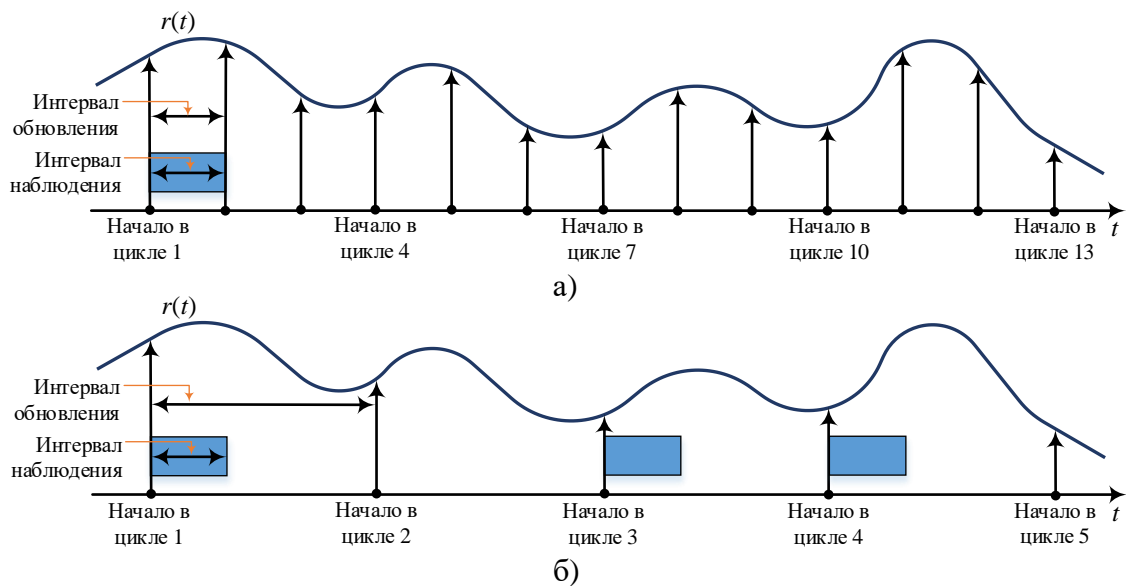 r(t)
Интервал
обновления
Интервал
наблюдения
Начало в
цикле 1
Начало в
цикле 4
Начало в
цикле 7
Начало в
цикле 10
Начало в
цикле 13
t
а)
r(t)
Интервал
обновления
Интервал
наблюдения
Начало в
цикле 1
Начало в
цикле 2
Начало в
цикле 3
Начало в
цикле 4
Начало в
цикле 5
t
б)